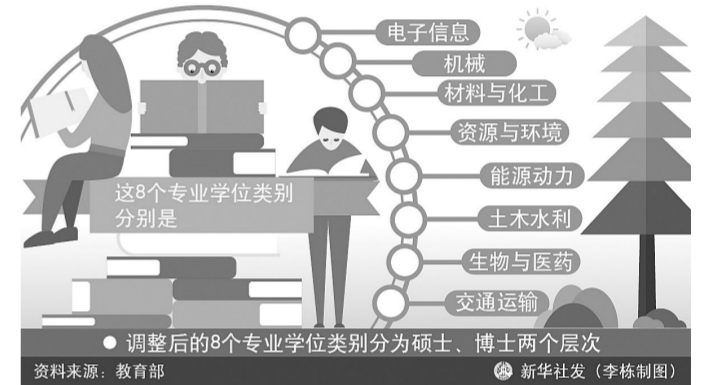 电子信息
机械
材料与化工
资源与环境
能源动力
土木水利
生物与医药
交通运输
这8个专业学位类别
分别是
● 调整后的8个专业学位类别分为硕士、博士两个层次
资料来源：教育部
新华社发（李栋制图）